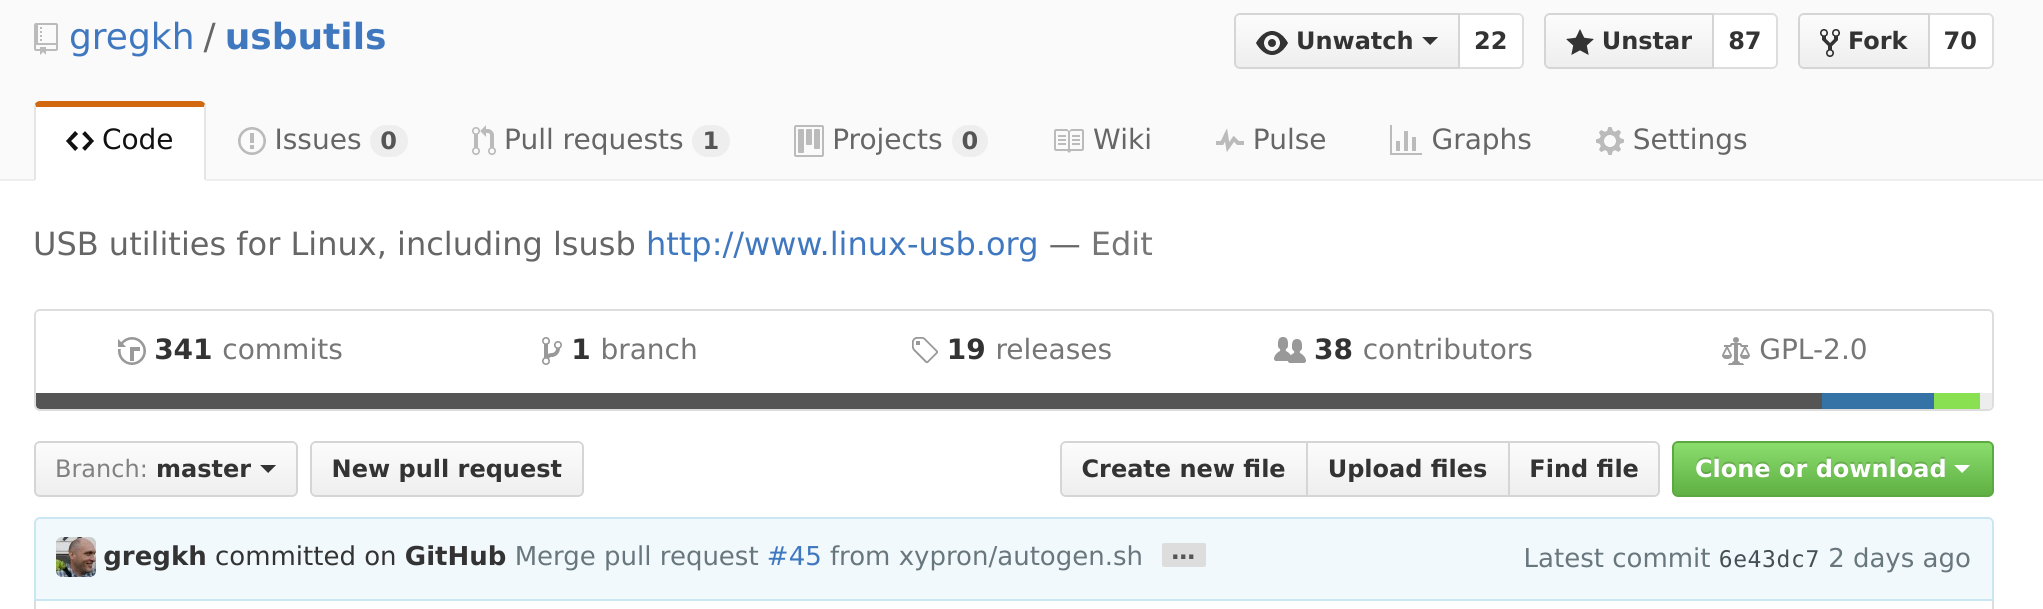 gregkh / usbutils Unwatch 22 Unstar 87 Fork 70
Code Issues 0 Pull requests 1 Projects 0 Wiki Pulse Graphs Settings
USB utilities for Linux, including lsusb http://www.linux-usb.org — Edit
341 commits 1 branch 19 releases 38 contributors GPL-2.0
Branch: master New pull request Create new file Upload files Find file Clone or download
gregkh committed on GitHub Merge pull request #45 from xypron/autogen.sh ... Latest commit 6e43dc7 2 days ago